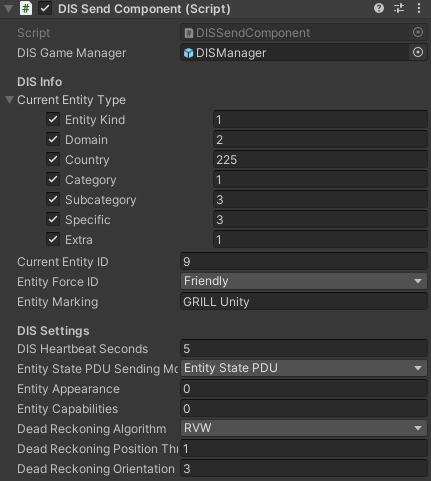 DIS Send Component (Script)
Script DISSendComponent
DIS Game Manager DISManager
DIS Info
Current Entity Type
Entity Kind 1
Domain 2
Country 225
Category 1
Subcategory 3
Specific 3
Extra 1
Current Entity ID 9
Entity Force ID Friendly
Entity Marking GRILL Unity
DIS Settings
DIS Heartbeat Seconds 5
Entity State PDU Sending Mo Entity State PDU
Entity Appearance 0
Entity Capabilities 0
Dead Reckoning Algorithm RVW
Dead Reckoning Position Thr 1
Dead Reckoning Orientation 3